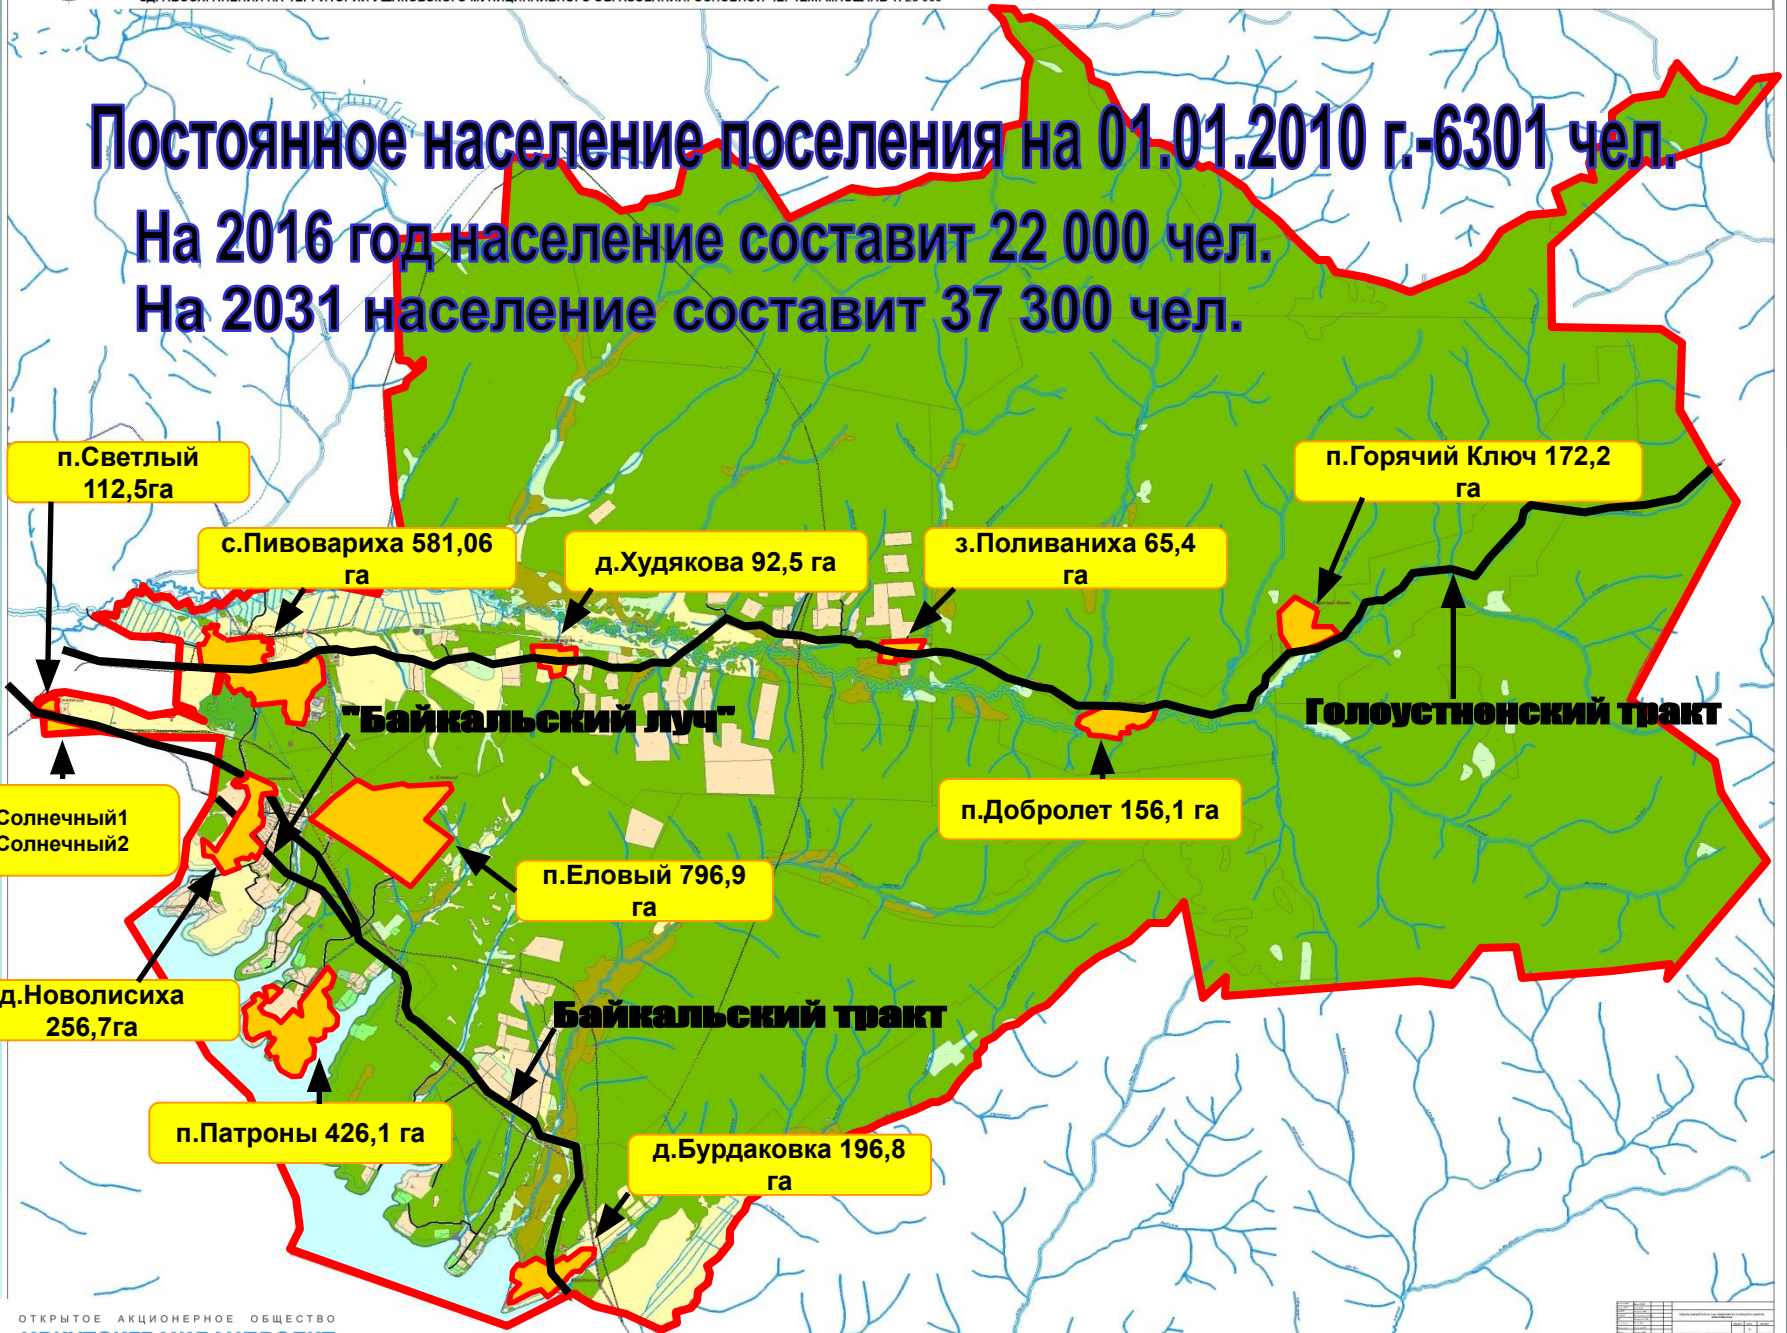 Постоянное население поселения на 01.01.2010 г.-6301 чел.
На 2016 год население составит 22 000 чел.
На 2031 население составит 37 300 чел.
п.Светлый
112,5га
п.Горячий Ключ 172,2
га
с.Пивовариха 581,06
га
д.Худякова 92,5 га
з.Поливаниха 65,4
га
"Байкальский луч"
Голоустненский тракт
Солнечный1
Солнечный2
п.Добролет 156,1 га
п.Еловый 796,9
га
д.Новолисиха
256,7га
Байкальский тракт
п.Патроны 426,1 га
д.Бурдаковка 196,8
га
ОТКРЫТОЕ АКЦИОНЕРНОЕ ОБЩЕСТВО